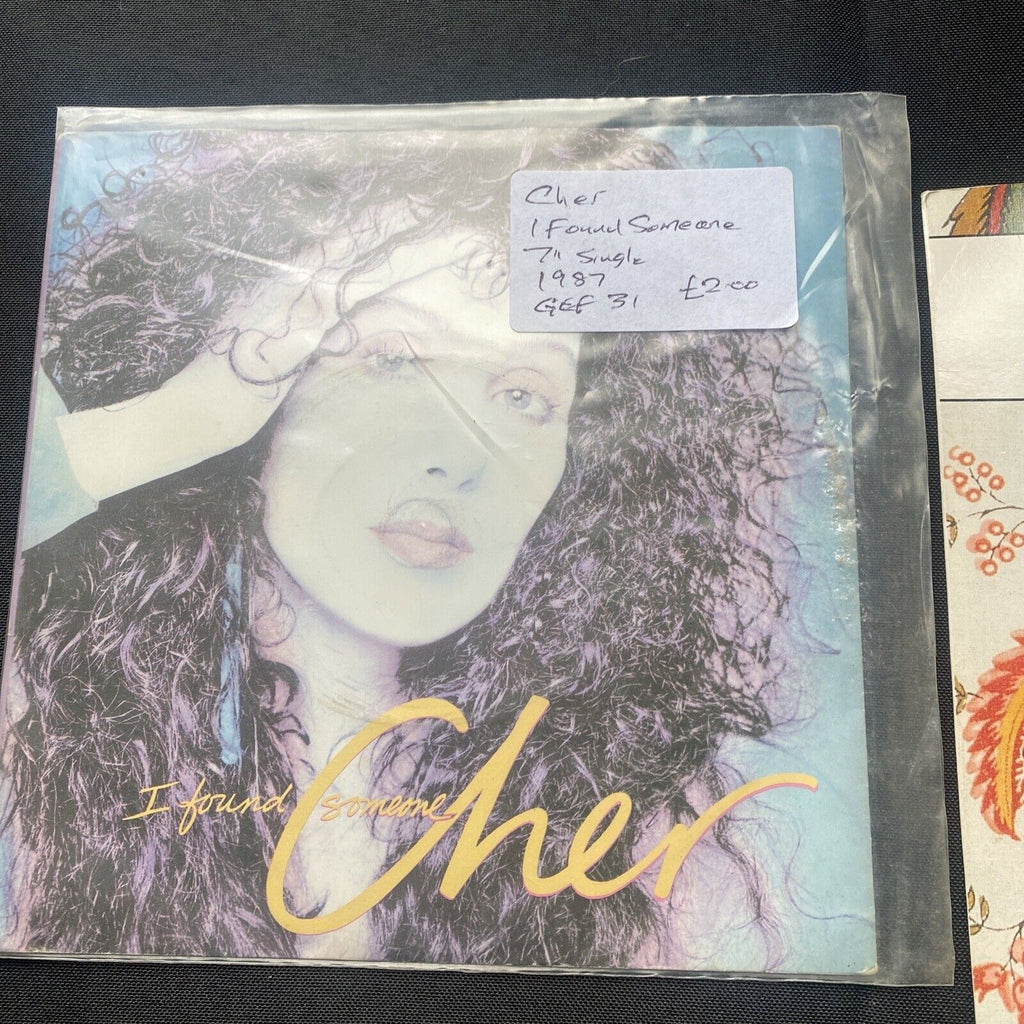 Cher
I Found Someone
7" Single
1987
GEF 31 £2.00
I found someone
Cher